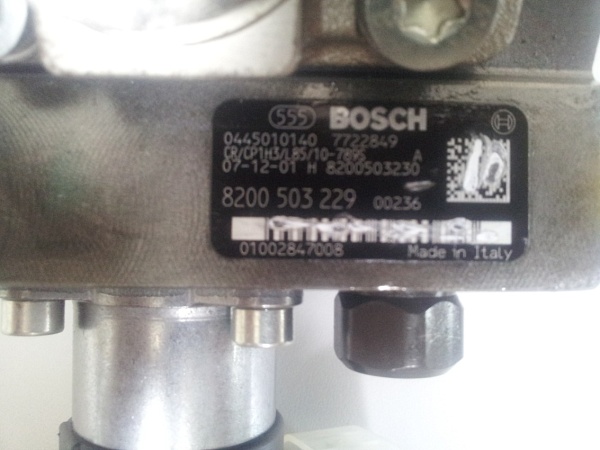 555 BOSCH
0445010140 7722849
CR/CP1H3/L85/10-789S A
07-12-01 H 8200503230
8200 503 229 00236
01002847008 Made in Italy